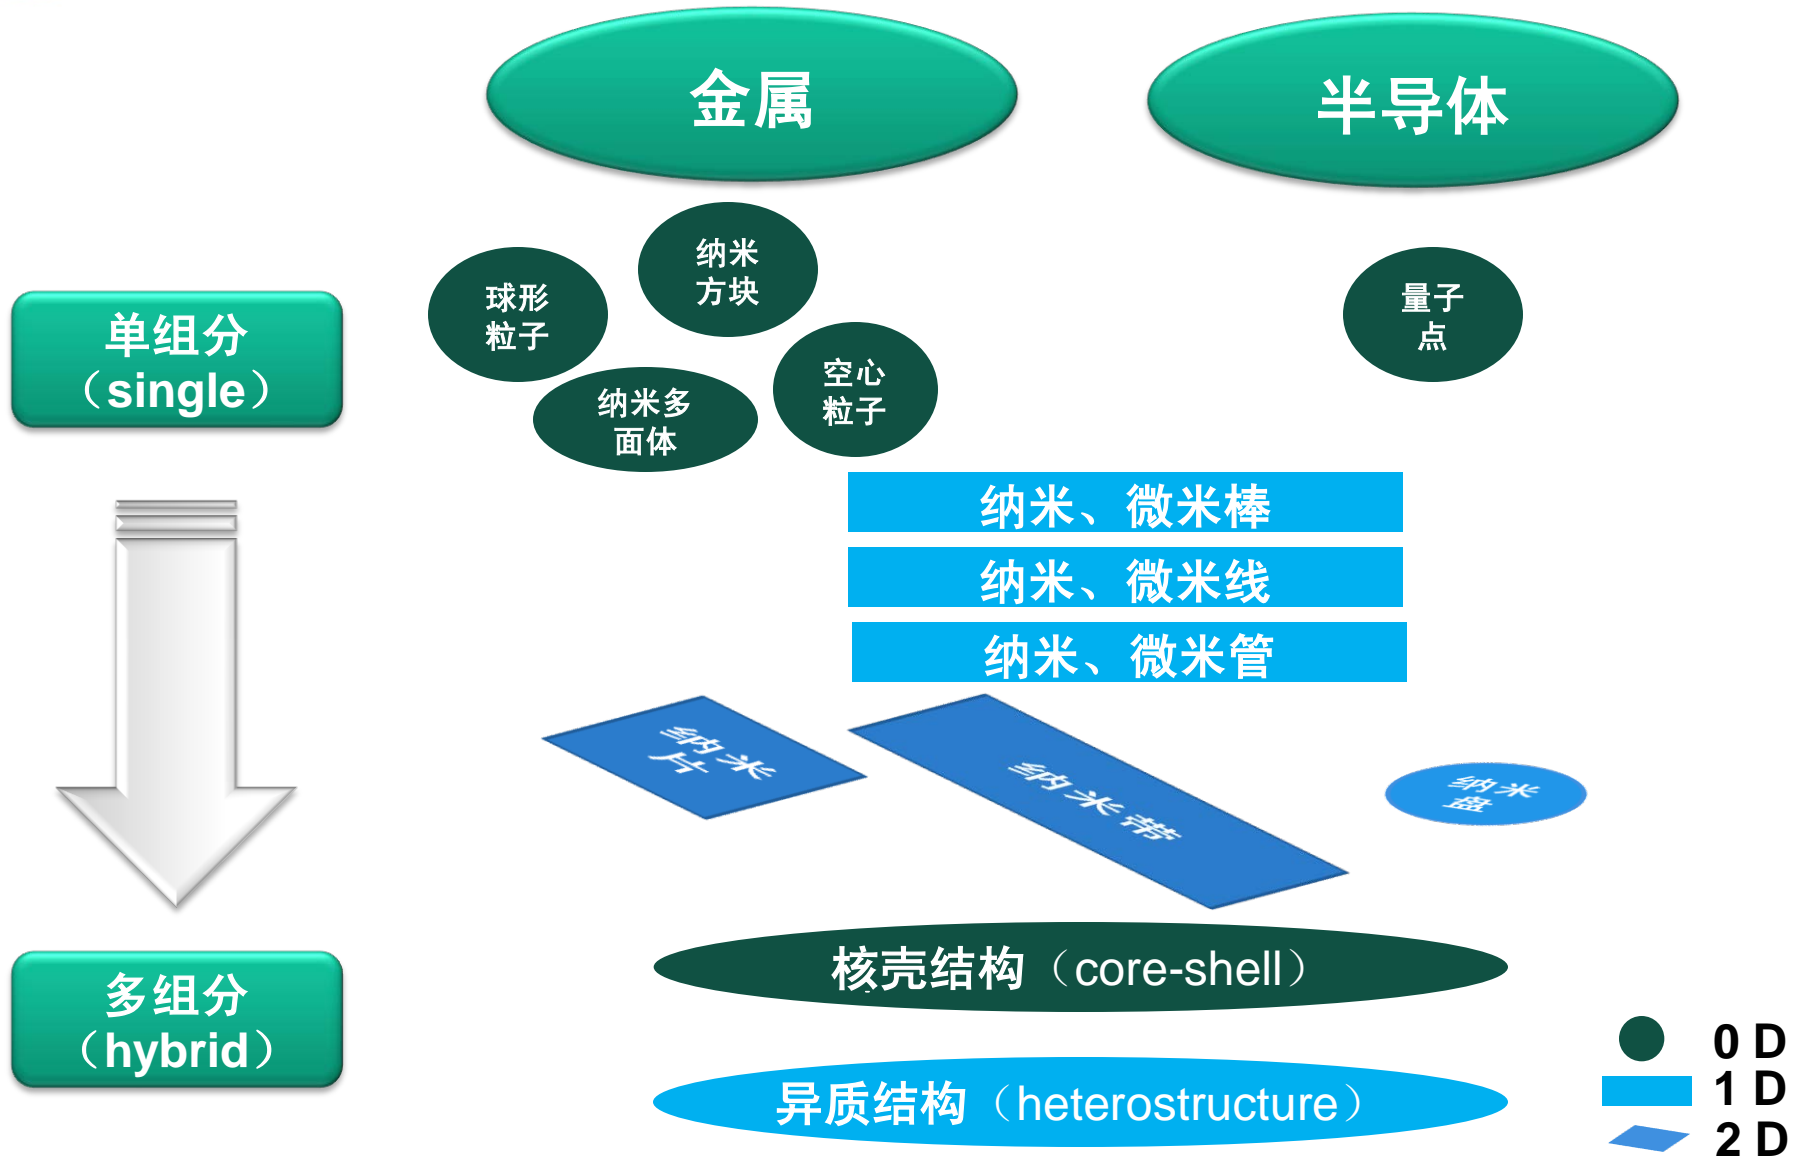 金属
半导体
纳米
方块
球形
粒子
量子
点
单组分
（single）
空心
粒子
纳米多
面体
纳米、微米棒
纳米、微米线
纳米、微米管
纳米
片
纳米带
纳米
盘
核壳结构（core-shell）
多组分
（hybrid）
异质结构（heterostructure）
0 D
1 D
2 D